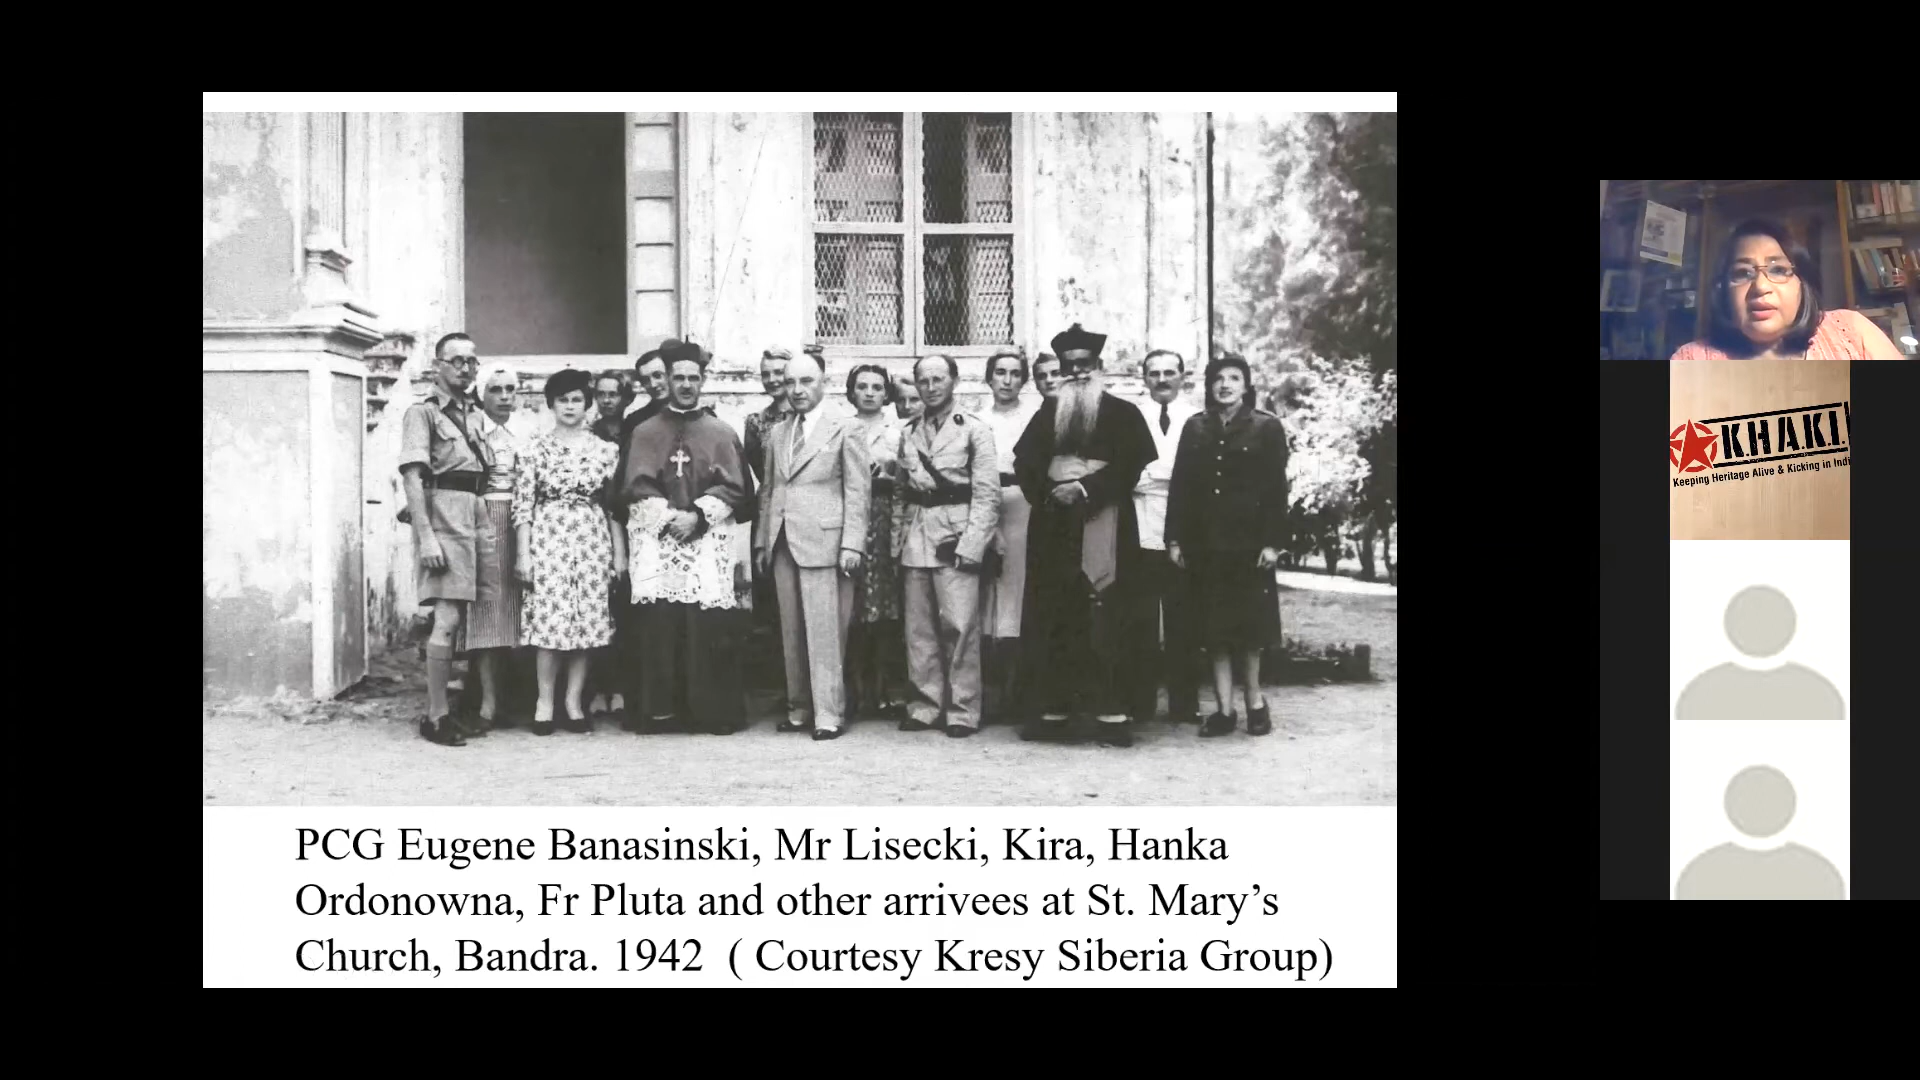 PCG Eugene Banasinski, Mr Lisecki, Kira, Hanka
Ordonowna, Fr Pluta and other arrivees at St. Mary’s
Church, Bandra. 1942 ( Courtesy Kresy Siberia Group)
K.H.A.K.I.
Keeping Heritage Alive & Kicking in Indi